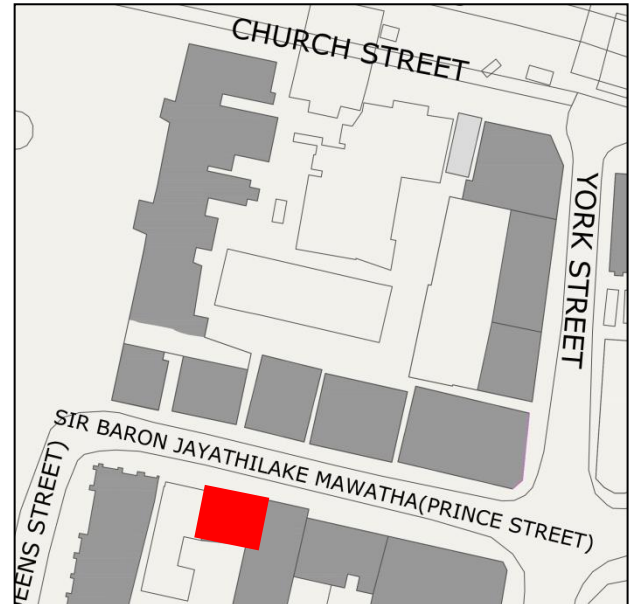 CHURCH STREET
YORK STREET
SIR BARON JAYATHILAKE MAWATHA(PRINCE STREET)
EENS STREET)